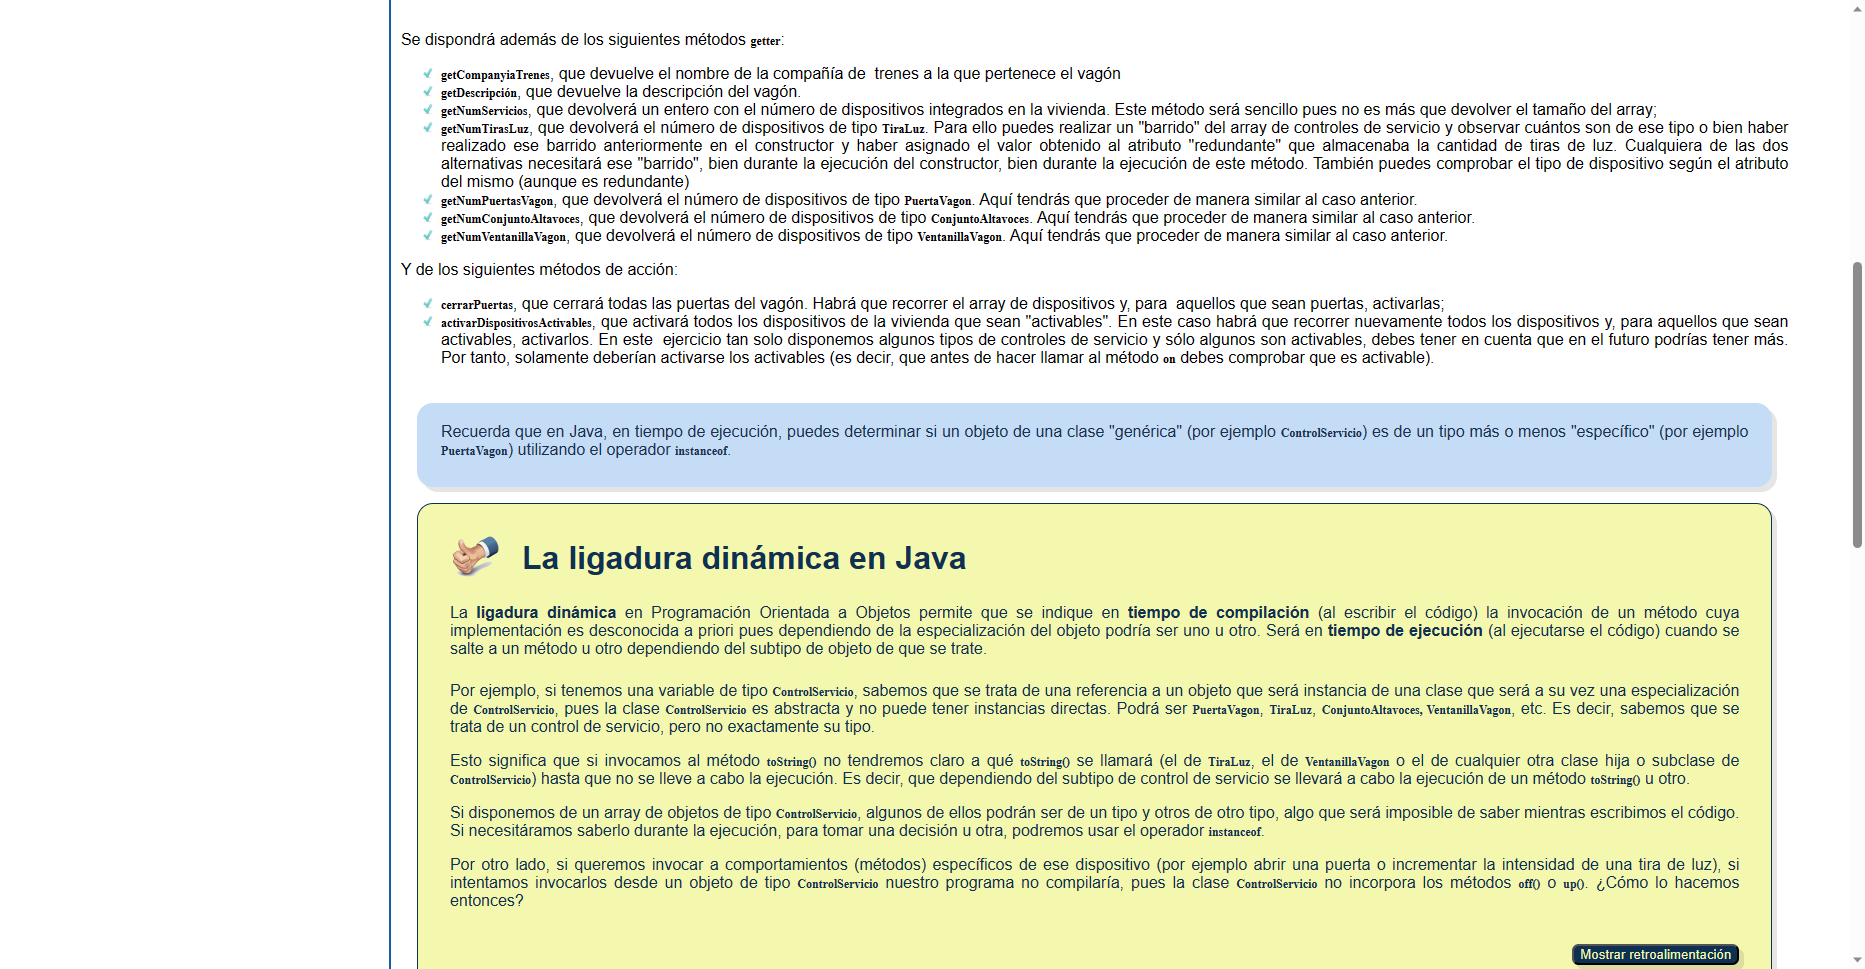 Se dispondrá además de los siguientes métodos getter:
getCompanyiaTrenes, que devuelve el nombre de la compañía de  trenes a la que pertenece el vagón
getDescripción, que devuelve la descripción del vagón.
getNumServicios, que devolverá un entero con el número de dispositivos integrados en la vivienda. Este método será sencillo pues no es más que devolver el tamaño del array;
getNumTirasLuz, que devolverá el número de dispositivos de tipo TiraLuz. Para ello puedes realizar un "barrido" del array de controles de servicio y observar cuántos son de ese tipo o bien haber
realizado ese barrido anteriormente en el constructor y haber asignado el valor obtenido al atributo "redundante" que almacenaba la cantidad de tiras de luz. Cualquiera de las dos
alternativas necesitará ese "barrido", bien durante la ejecución del constructor, bien durante la ejecución de este método. También puedes comprobar el tipo de dispositivo según el atributo
del mismo (aunque es redundante)
getNumPuertasVagon, que devolverá el número de dispositivos de tipo PuertaVagon. Aquí tendrás que proceder de manera similar al caso anterior.
getNumConjuntoAltavoces, que devolverá el número de dispositivos de tipo ConjuntoAltavoces. Aquí tendrás que proceder de manera similar al caso anterior.
getNumVentanillaVagon, que devolverá el número de dispositivos de tipo VentanillaVagon. Aquí tendrás que proceder de manera similar al caso anterior.
Y de los siguientes métodos de acción:
cerrarPuertas, que cerrará todas las puertas del vagón. Habrá que recorrer el array de dispositivos y, para  aquellos que sean puertas, activarlas;
activarDispositivosActivables, que activará todos los dispositivos de la vivienda que sean "activables". En este caso habrá que recorrer nuevamente todos los dispositivos y, para aquellos que sean
activables, activarlos. En este  ejercicio tan solo disponemos algunos tipos de controles de servicio y sólo algunos son activables, debes tener en cuenta que en el futuro podrías tener más.
Por tanto, solamente deberían activarse los activables (es decir, que antes de hacer llamar al método on debes comprobar que es activable).
Recuerda que en Java, en tiempo de ejecución, puedes determinar si un objeto de una clase "genérica" (por ejemplo ControlServicio) es de un tipo más o menos "específico" (por ejemplo
PuertaVagon) utilizando el operador instanceof.
La ligadura dinámica en Java
La ligadura dinámica en Programación Orientada a Objetos permite que se indique en tiempo de compilación (al escribir el código) la invocación de un método cuya
implementación es desconocida a priori pues dependiendo de la especialización del objeto podría ser uno u otro. Será en tiempo de ejecución (al ejecutarse el código) cuando se
salte a un método u otro dependiendo del subtipo de objeto de que se trate.
Por ejemplo, si tenemos una variable de tipo ControlServicio, sabemos que se trata de una referencia a un objeto que será instancia de una clase que será a su vez una especialización
de ControlServicio, pues la clase ControlServicio es abstracta y no puede tener instancias directas. Podrá ser PuertaVagon, TiraLuz, ConjuntoAltavoces, VentanillaVagon, etc. Es decir, sabemos que se
trata de un control de servicio, pero no exactamente su tipo.
Esto significa que si invocamos al método toString() no tendremos claro a qué toString() se llamará (el de TiraLuz, el de VentanillaVagon o el de cualquier otra clase hija o subclase de
ControlServicio) hasta que no se lleve a cabo la ejecución. Es decir, que dependiendo del subtipo de control de servicio se llevará a cabo la ejecución de un método toString() u otro.
Si disponemos de un array de objetos de tipo ControlServicio, algunos de ellos podrán ser de un tipo y otros de otro tipo, algo que será imposible de saber mientras escribimos el código.
Si necesitáramos saberlo durante la ejecución, para tomar una decisión u otra, podremos usar el operador instanceof.
Por otro lado, si queremos invocar a comportamientos (métodos) específicos de ese dispositivo (por ejemplo abrir una puerta o incrementar la intensidad de una tira de luz), si
intentamos invocarlos desde un objeto de tipo ControlServicio nuestro programa no compilaría, pues la clase ControlServicio no incorpora los métodos off() o up(). ¿Cómo lo hacemos
entonces?
Mostrar retroalimentación